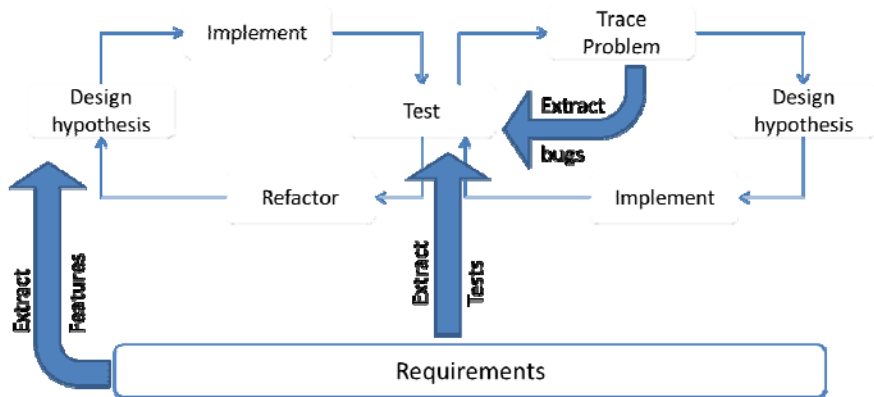 Trace
Problem
Implement
Design
hypothesis
Test
Extract
bugs
Design
hypothesis
Refactor
Implement
Extract
Features
Extract
Tests
Requirements